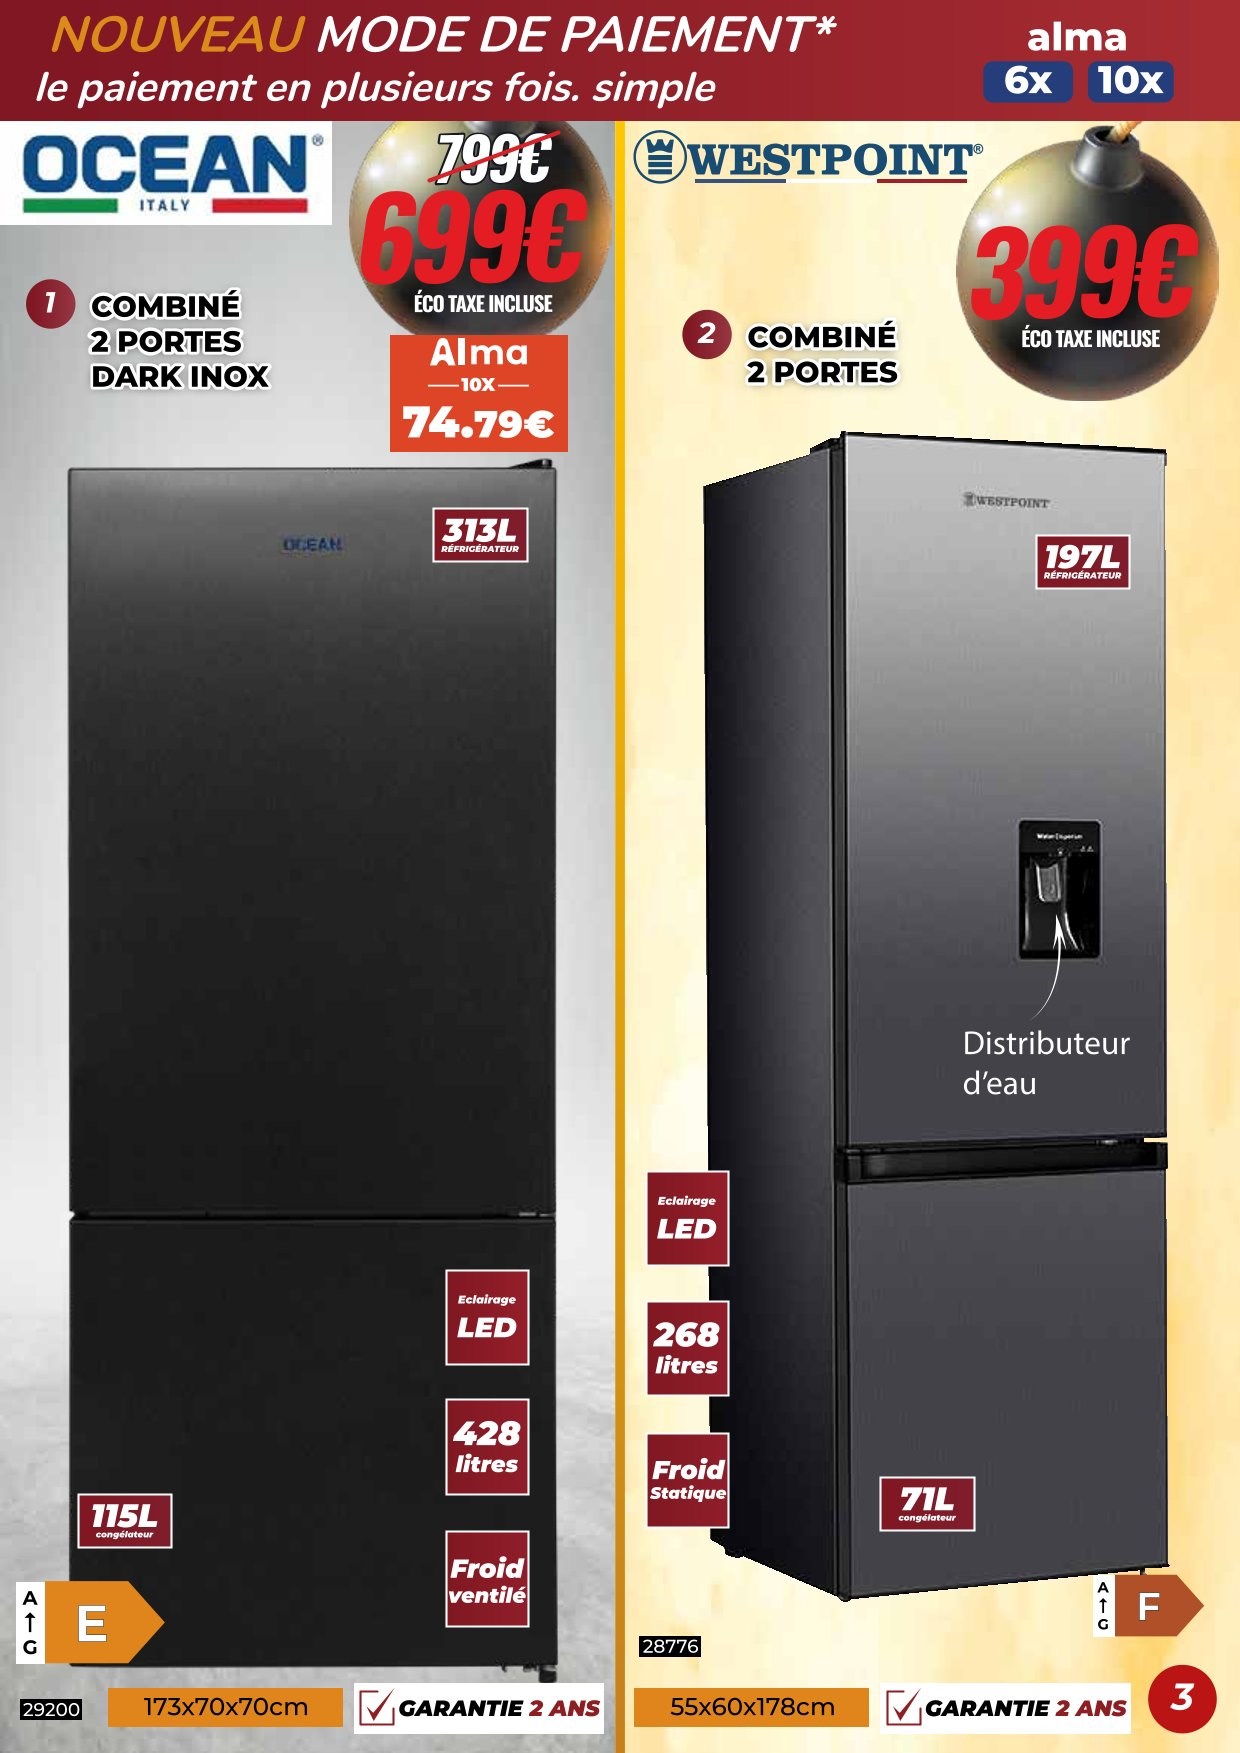 NOUVEAU MODE DE PAIEMENT*
le paiement en plusieurs fois. simple
alma
6x 10x
OCEAN®
ITALY
799€
699€
ÉCO TAXE INCLUSE
1 COMBINÉ
2 PORTES
DARK INOX
Alma
10X
74.79€
OCEAN
313L
RÉFRIGÉRATEUR
Eclairage
LED
428
litres
115L
congélateur
Froid
ventilé
A
G
E
29200
173x70x70cm
GARANTIE 2 ANS
WESTPOINT®
399€
ÉCO TAXE INCLUSE
2 COMBINÉ
2 PORTES
WESTPOINT
197L
RÉFRIGÉRATEUR
Water Dispenser
Distributeur
d'eau
Eclairage
LED
268
litres
Froid
Statique
71L
congélateur
A
G
F
28776
55x60x178cm
GARANTIE 2 ANS
3